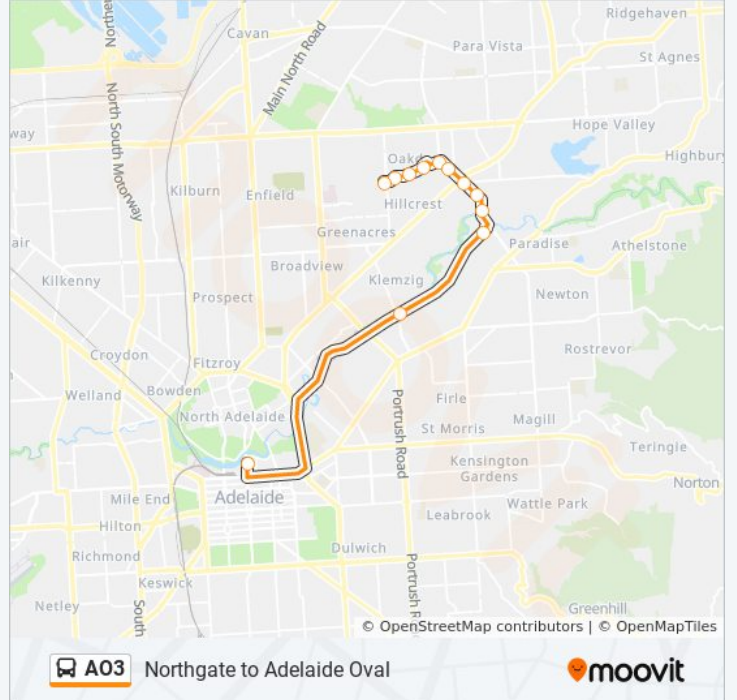 Ridgehaven
Northern
Cavan
Main North Road
Para Vista
St Agnes
way
North South Motorway
Hope Valley
Oakd
Highbury
Kilburn
Enfield
Hillcrest
Greenacres
air
Paradise
Athelstone
Broadview
Klemzig
Kilkenny
Prospect
Newton
Croydon
Fitzroy
Rostrevor
Welland
Bowden
Portrush Road
Firle
North Adelaide
St Morris
Magill
Teringie
Kensington
Gardens
Norton
Adelaide
Mile End
Wattle Park
Leabrook
Hilton
Richmond
Dulwich
Keswick
Portrush R
Netley
South
Greenhill
© OpenStreetMap contributors | © OpenMapTiles
A03 Northgate to Adelaide Oval
moovit